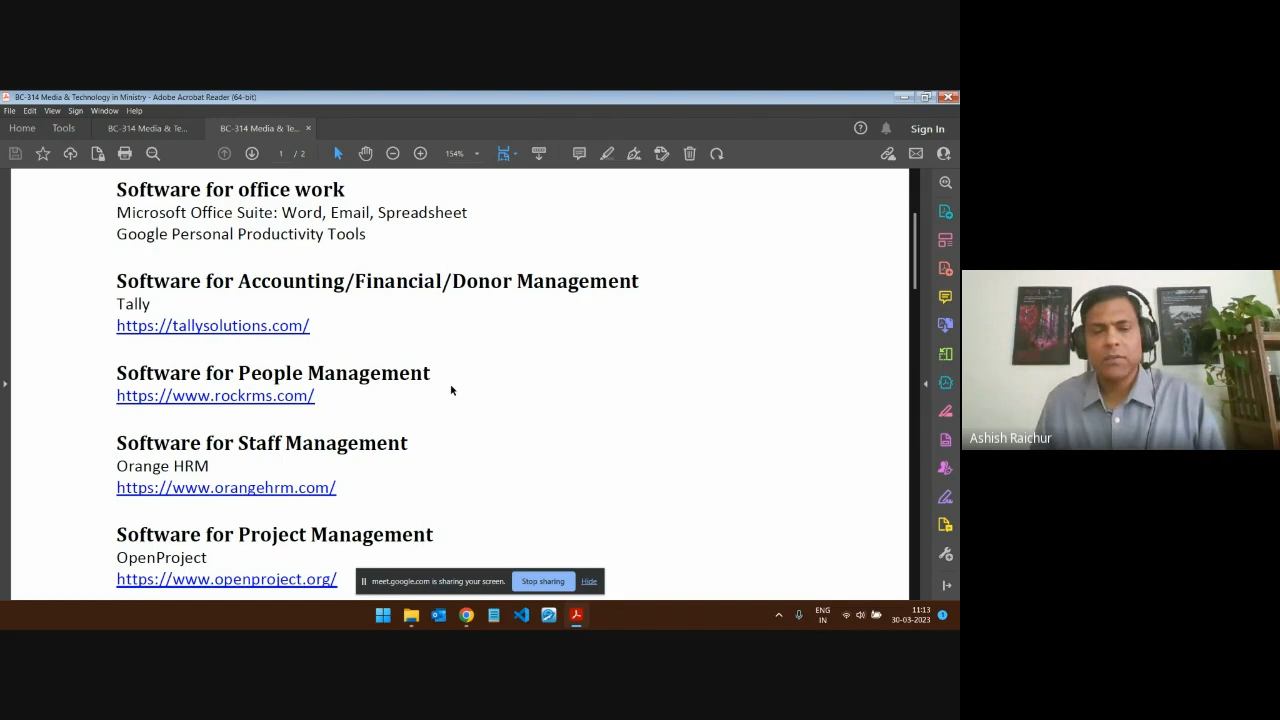 BC-314 Media & Technology in Ministry - Adobe Acrobat Reader (64-bit)
File Edit View Sign Window Help
Home Tools BC-314 Media & Te... BC-314 Media & Te... × Sign In
1 / 2 154%
Software for office work
Microsoft Office Suite: Word, Email, Spreadsheet
Google Personal Productivity Tools
Software for Accounting/Financial/Donor Management
Tally
https://tallysolutions.com/
Software for People Management
https://www.rockrms.com/
Software for Staff Management
Orange HRM
https://www.orangehrm.com/
Software for Project Management
OpenProject
https://www.openproject.org/
meet.google.com is sharing your screen. Stop sharing Hide
Ashish Raichur
ENG
IN
11:13
30-03-2023